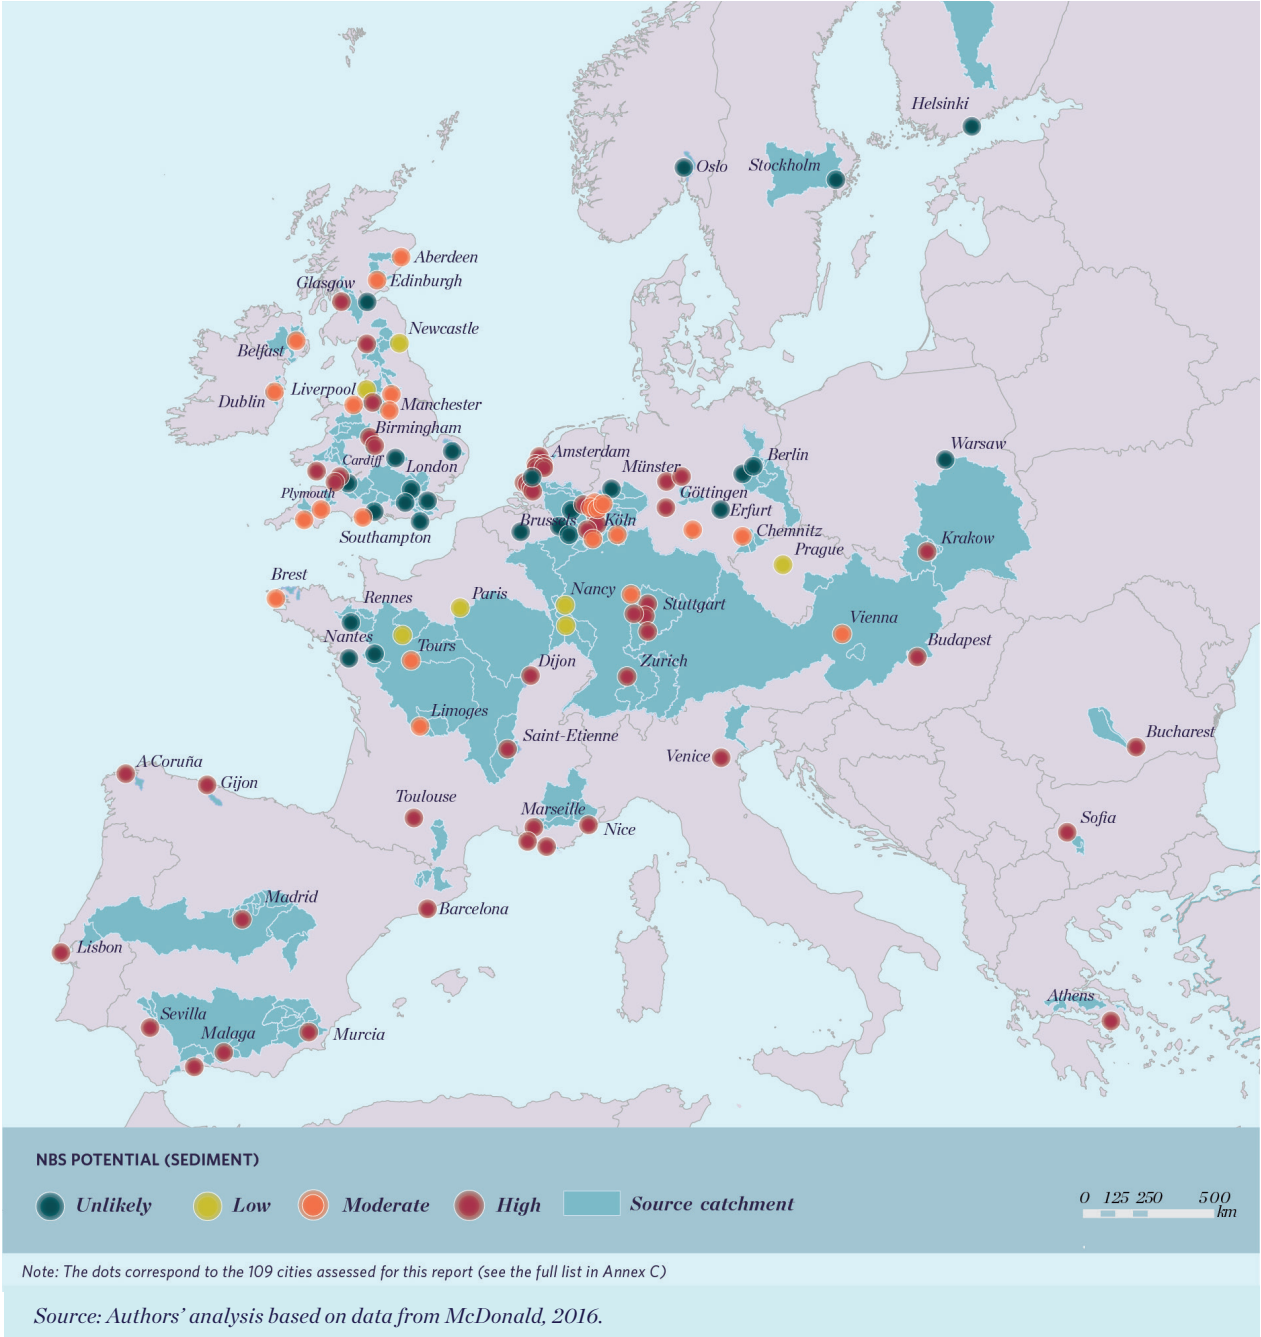 Helsinki
Oslo
Stockholm
Aberdeen
Edinburgh
Glasgow
Newcastle
Belfast
Liverpool
Dublin
Manchester
Birmingham
Cardiff
London
Plymouth
Southampton
Amsterdam
Münster
Berlin
Warsaw
Göttingen
Brussels
Köln
Erfurt
Chemnitz
Krakow
Prague
Brest
Rennes
Paris
Nancy
Stuttgart
Vienna
Nantes
Tours
Budapest
Dijon
Zurich
Limoges
Saint-Etienne
Venice
Bucharest
A Coruña
Gijon
Toulouse
Marseille
Nice
Sofia
Madrid
Barcelona
Lisbon
Athens
Sevilla
Malaga
Murcia
NBS POTENTIAL (SEDIMENT)
Unlikely Low Moderate High Source catchment
0 125 250 500
km
Note: The dots correspond to the 109 cities assessed for this report (see the full list in Annex C)
Source: Authors’ analysis based on data from McDonald, 2016.